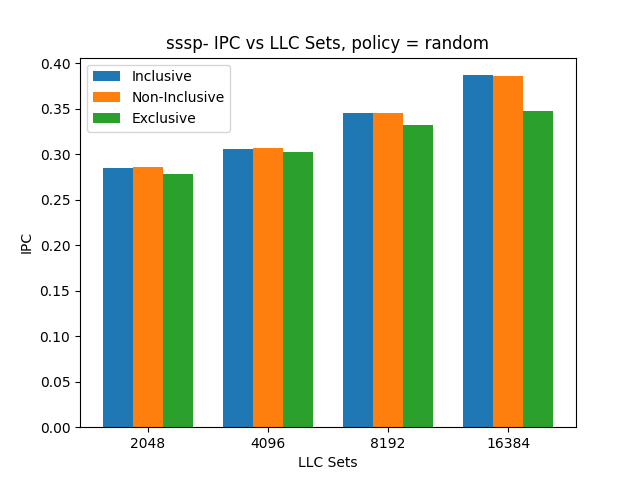 sssp- IPC vs LLC Sets, policy = random
Inclusive
Non-Inclusive
Exclusive
IPC
0.40
0.35
0.30
0.25
0.20
0.15
0.10
0.05
0.00
2048 4096 8192 16384
LLC Sets